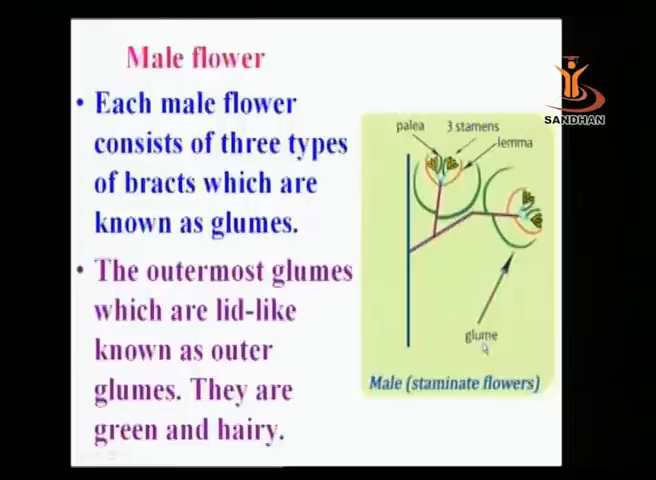 Male flower
• Each male flower
consists of three types
of bracts which are
known as glumes.
• The outermost glumes
which are lid-like
known as outer
glumes. They are
green and hairy.
SANDHAN
palea
3 stamens
lemma
glume
Male (staminate flowers)